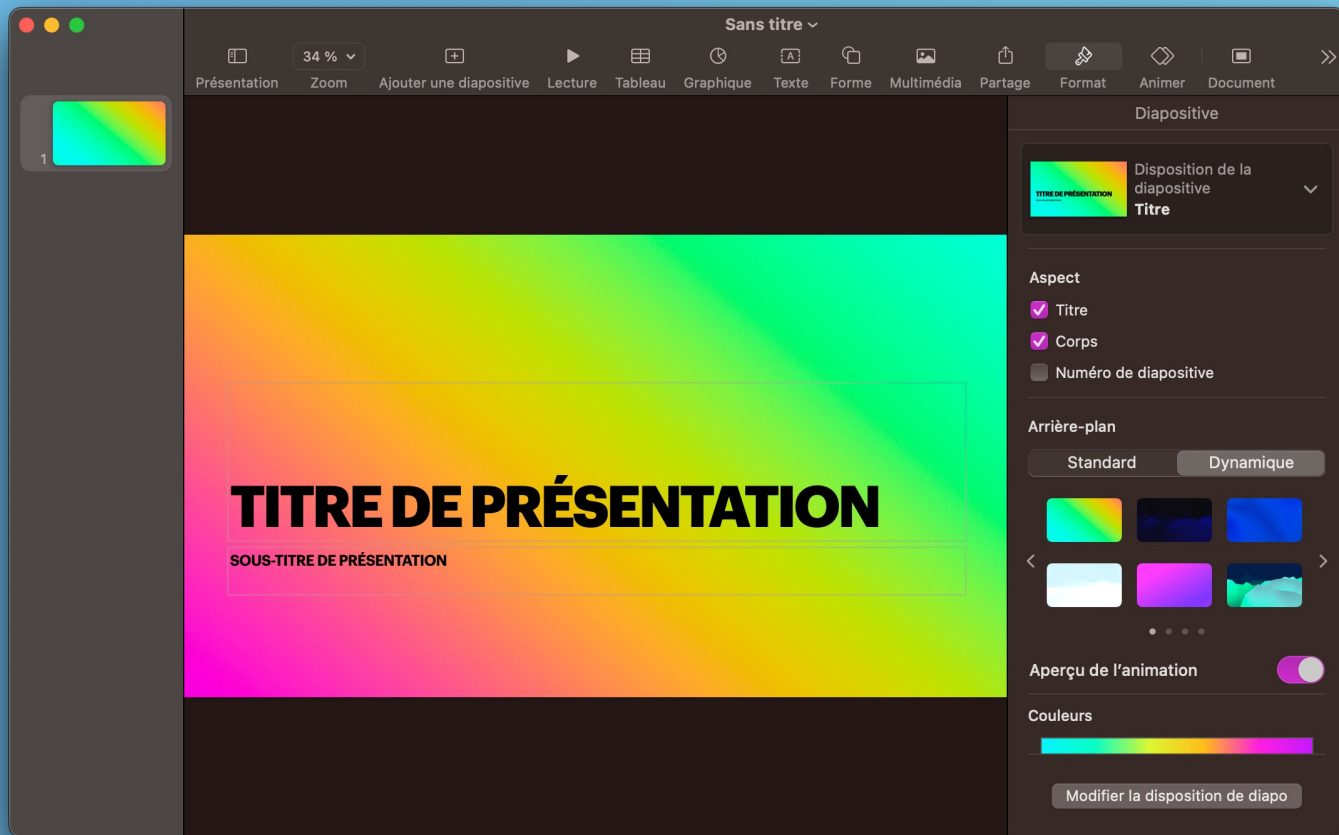 Sans titre
34 %
Présentation
Zoom
Ajouter une diapositive
Lecture
Tableau
Graphique
Texte
Forme
Multimédia
Partage
Format
Animer
Document
1
TITRE DE PRÉSENTATION
SOUS-TITRE DE PRÉSENTATION
Diapositive
TITRE DE PRÉSENTATION
Disposition de la
diapositive
Titre
Aspect
Titre
Corps
Numéro de diapositive
Arrière-plan
Standard
Dynamique
Aperçu de l'animation
Couleurs
Modifier la disposition de diapo